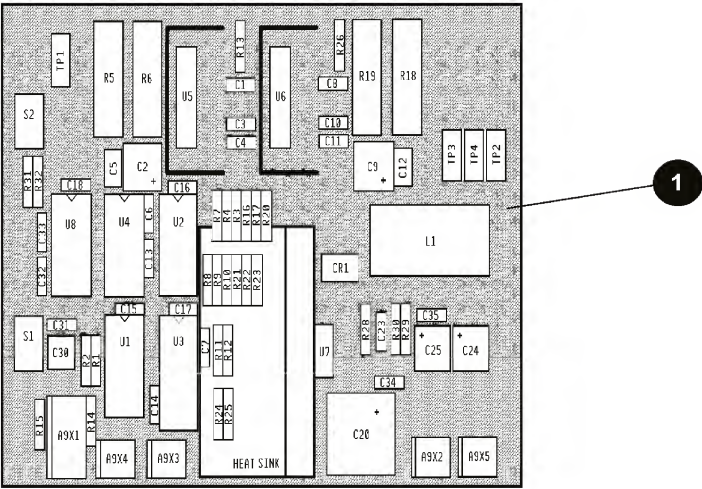 TP1
R5
R6
U5
R13
C1
C3
C4
U6
R26
C8
C10
C11
R19
R18
S2
C5
C2
+
C9
+
C12
TP3
TP4
TP2
1
R31
R32
C18
C16
U8
U4
C6
U2
R7
R4
R3
R16
R17
R20
C33
C13
C32
L1
CR1
R8
R9
R10
R21
R22
R23
C15
C17
S1
C31
C30
R2
R1
U1
U3
C7
R11
R12
U7
R28
C23
R30
R29
C35
+
C25
+
C24
C34
C14
R24
R25
R15
A9X1
R14
A9X4
A9X3
HEAT SINK
+
C20
A9X2
A9X5